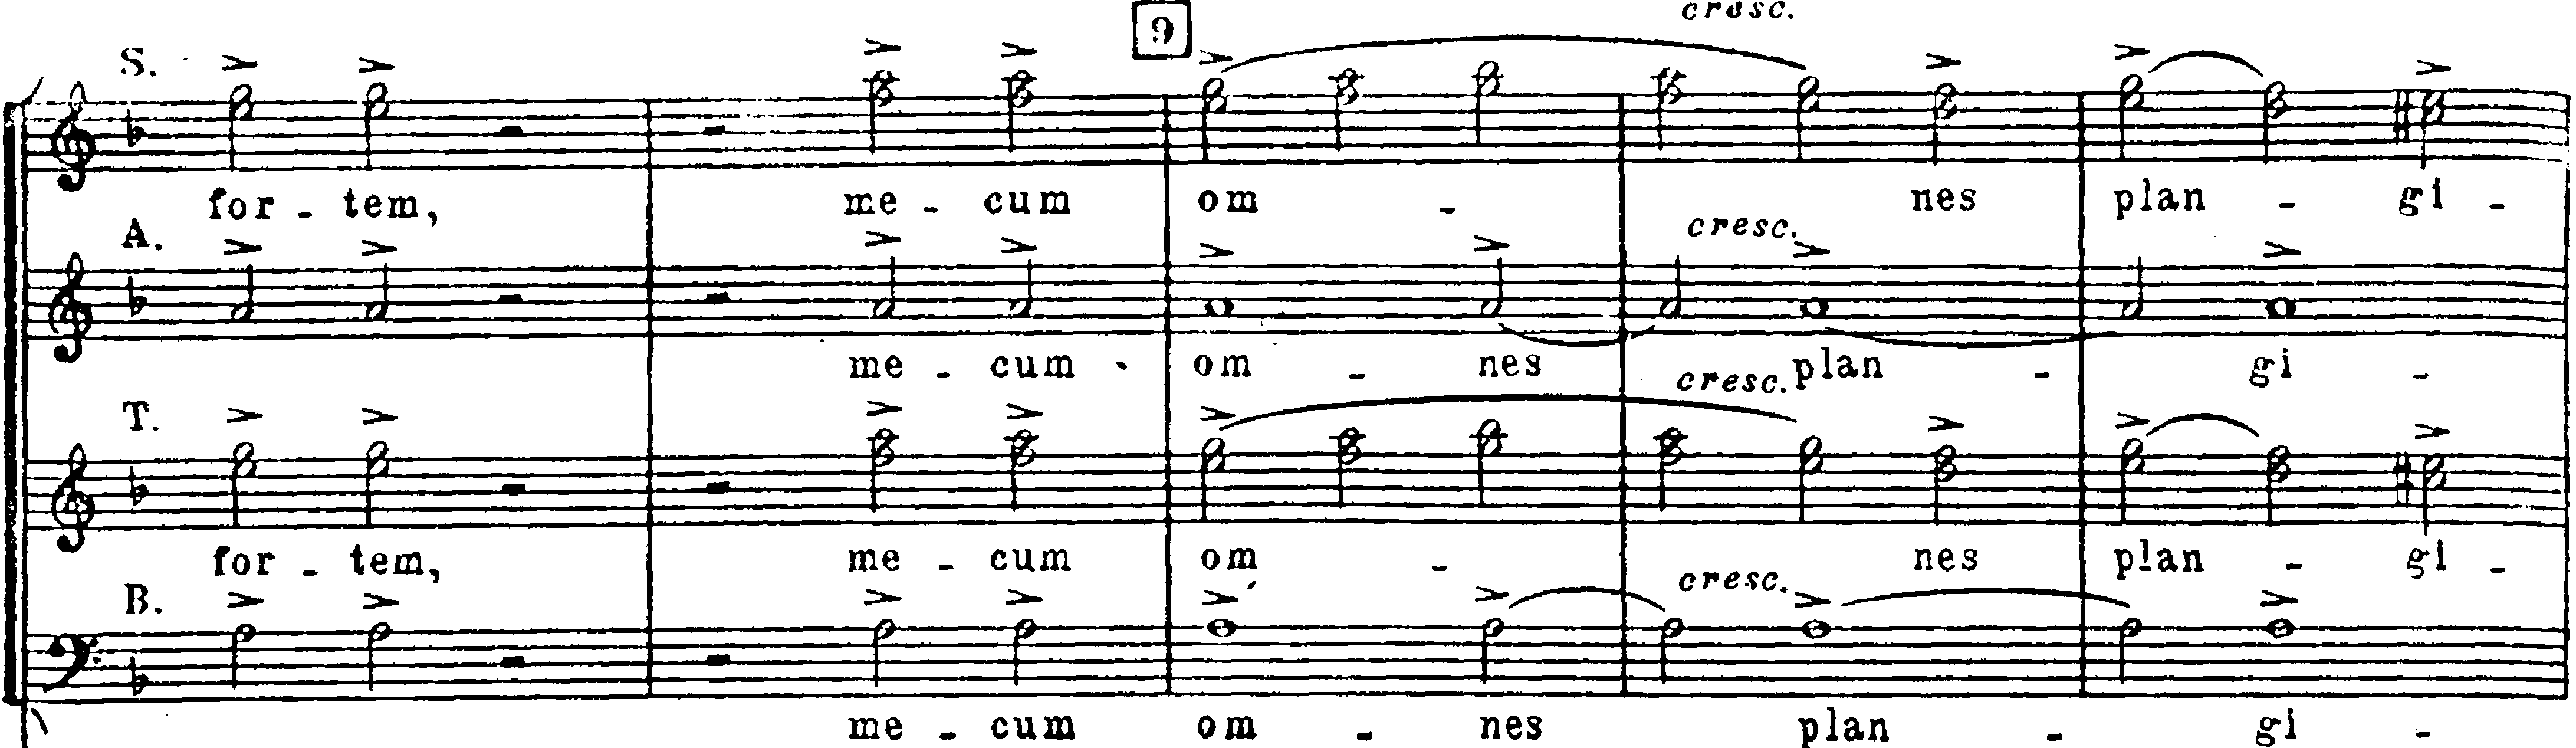 9
cresc.
S.
for - tem, me - cum om - nes plan - gi -
A.
cresc.
me - cum om - nes plan - gi -
T.
cresc.
for - tem, me - cum om - nes plan - gi -
B.
cresc.
me - cum om - nes plan - gi -